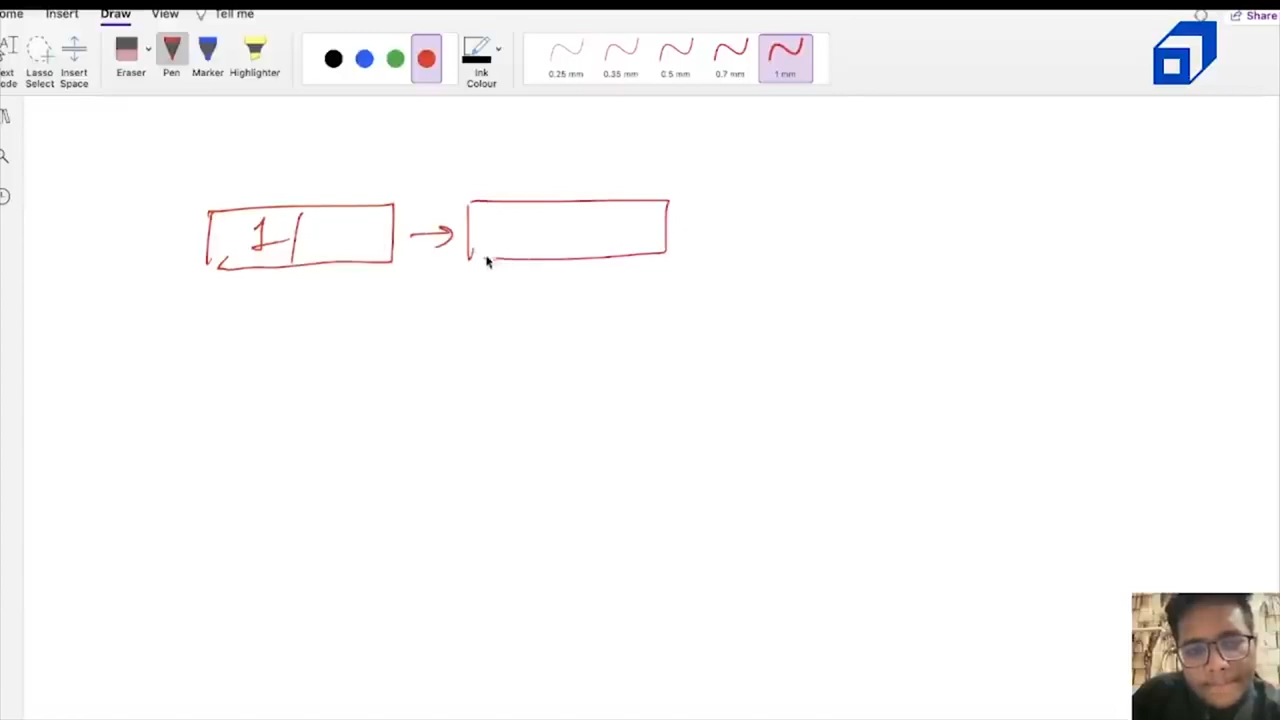 ome Insert Draw View Tell me Share
Eraser Pen Marker Highlighter
Text Lasso Insert Ink
ode Select Space Colour
0.25 mm 0.35 mm 0.5 mm 0.7 mm 1 mm
1